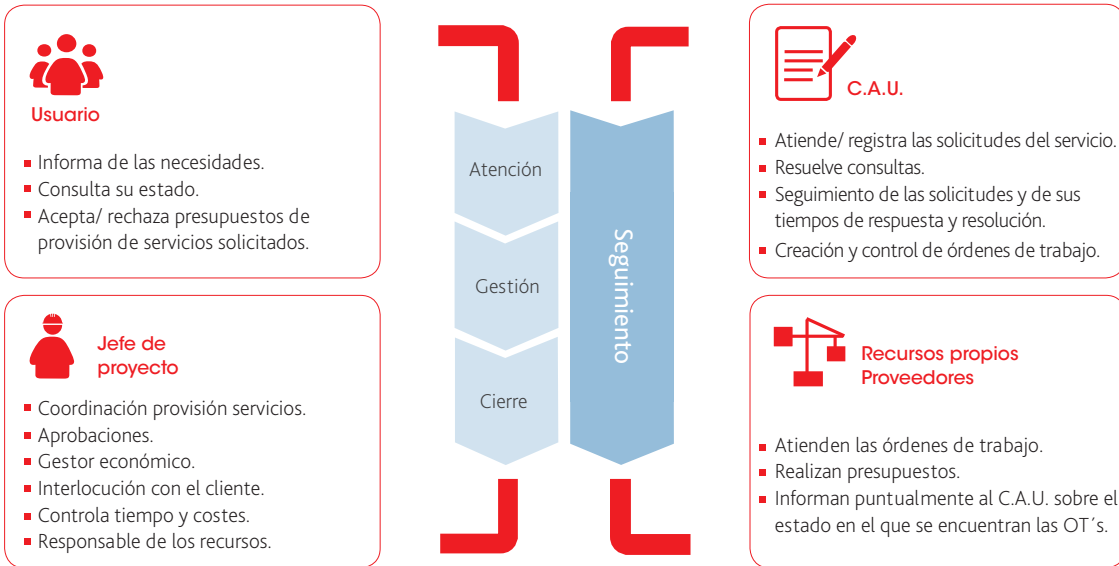 Usuario
Informa de las necesidades.
Consulta su estado.
Acepta/ rechaza presupuestos de
provisión de servicios solicitados.
Jefe de
proyecto
Coordinación provisión servicios.
Aprobaciones.
Gestor económico.
Interlocución con el cliente.
Controla tiempo y costes.
Responsable de los recursos.
Atención
Gestión
Cierre
Seguimiento
C.A.U.
Atiende/ registra las solicitudes del servicio.
Resuelve consultas.
Seguimiento de las solicitudes y de sus
tiempos de respuesta y resolución.
Creación y control de órdenes de trabajo.
Recursos propios
Proveedores
Atienden las órdenes de trabajo.
Realizan presupuestos.
Informan puntualmente al C.A.U. sobre el
estado en el que se encuentran las OT´s.